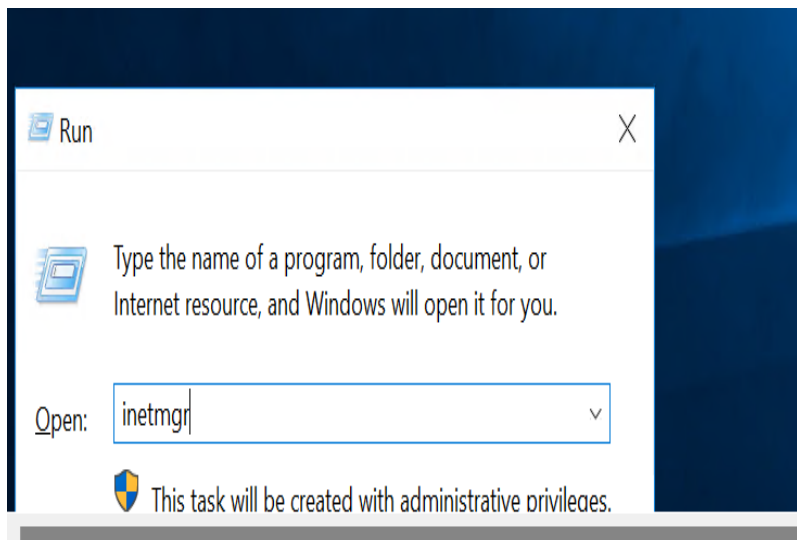 Run
Type the name of a program, folder, document, or
Internet resource, and Windows will open it for you.
Open:
inetmgr
This task will be created with administrative privileges.